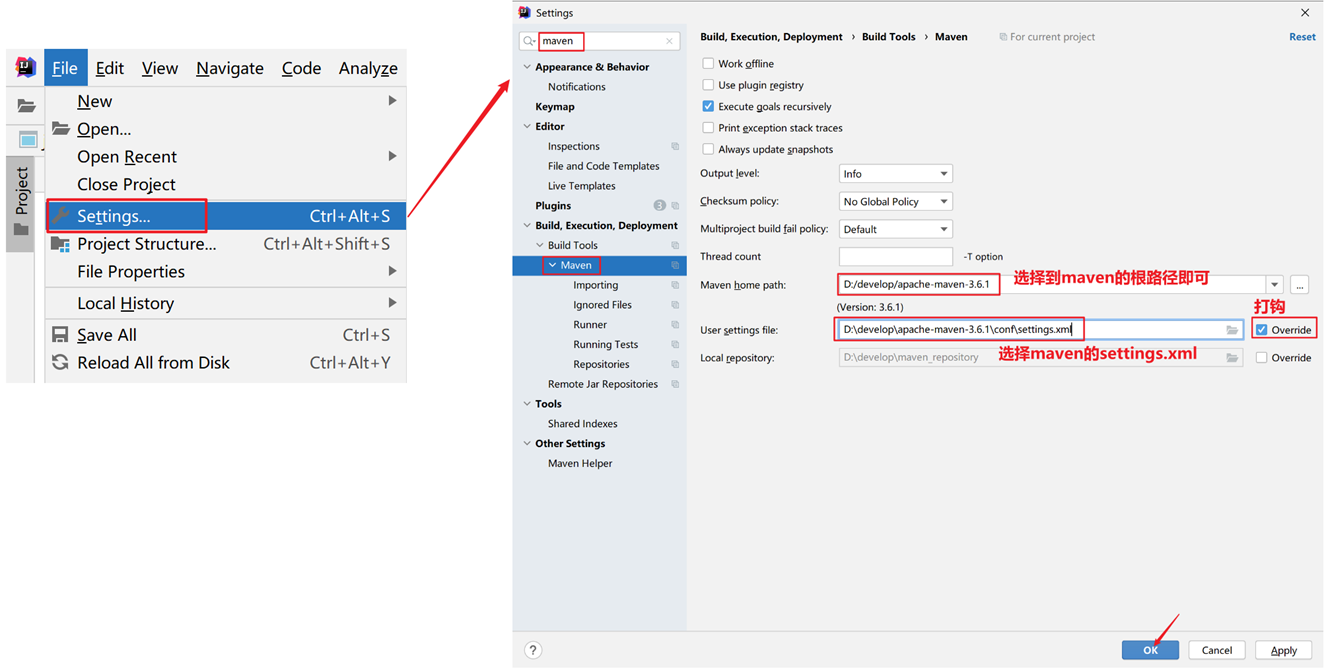 File Edit View Navigate Code Analyze
New
Open...
Open Recent
Close Project
Project
Settings... Ctrl+Alt+S
Project Structure... Ctrl+Alt+Shift+S
File Properties
Local History
Save All Ctrl+S
Reload All from Disk Ctrl+Alt+Y
Settings
maven
Appearance & Behavior
Notifications
Keymap
Editor
Inspections
File and Code Templates
Live Templates
Plugins 3
Build, Execution, Deployment
Build Tools
Maven
Importing
Ignored Files
Runner
Running Tests
Repositories
Remote Jar Repositories
Tools
Shared Indexes
Other Settings
Maven Helper
?
Build, Execution, Deployment › Build Tools › Maven For current project Reset
Work offline
Use plugin registry
Execute goals recursively
Print exception stack traces
Always update snapshots
Output level: Info
Checksum policy: No Global Policy
Multiproject build fail policy: Default
Thread count -T option
Maven home path: D:/develop/apache-maven-3.6.1 选择到maven的根路径即可 ...
(Version: 3.6.1) 打钩
User settings file: D:\develop\apache-maven-3.6.1\conf\settings.xml Override
选择maven的settings.xml
Local repository: D:\develop\maven_repository Override
OK Cancel Apply